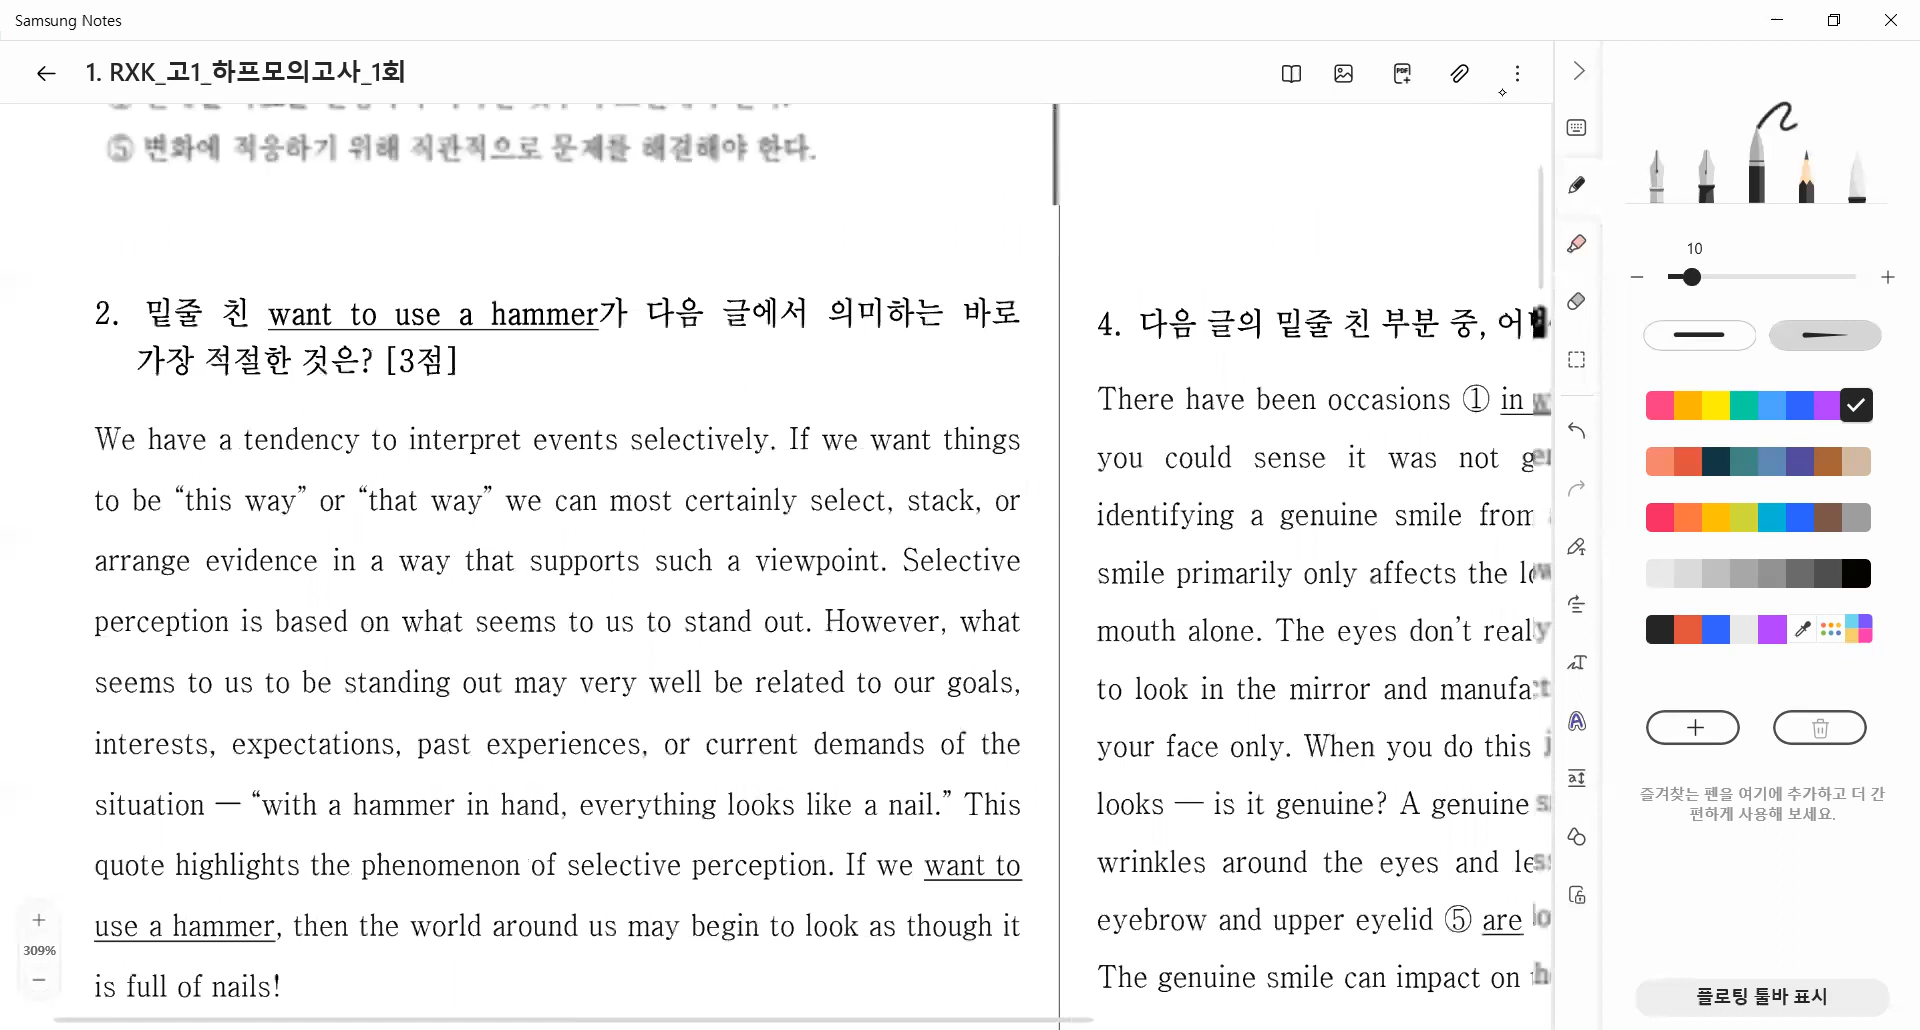 Samsung Notes
1. RXK_고1_하프모의고사_1회
⑤ 변화에 적응하기 위해 직관적으로 문제를 해결해야 한다.
2. 밑줄 친 want to use a hammer가 다음 글에서 의미하는 바로
가장 적절한 것은? [3점]
We have a tendency to interpret events selectively. If we want things
to be “this way” or “that way” we can most certainly select, stack, or
arrange evidence in a way that supports such a viewpoint. Selective
perception is based on what seems to us to stand out. However, what
seems to us to be standing out may very well be related to our goals,
interests, expectations, past experiences, or current demands of the
situation — “with a hammer in hand, everything looks like a nail.” This
quote highlights the phenomenon of selective perception. If we want to
use a hammer, then the world around us may begin to look as though it
is full of nails!
4. 다음 글의 밑줄 친 부분 중,
There have been occasions ① in
you could sense it was not
identifying a genuine smile from
smile primarily only affects the
mouth alone. The eyes don’t
to look in the mirror and
your face only. When you do this
looks — is it genuine? A genuine
wrinkles around the eyes and
eyebrow and upper eyelid ⑤ are
The genuine smile can impact on
309%
10
즐겨찾는 펜을 여기에 추가하고 더 간
편하게 사용해 보세요.
플로팅 툴바 표시